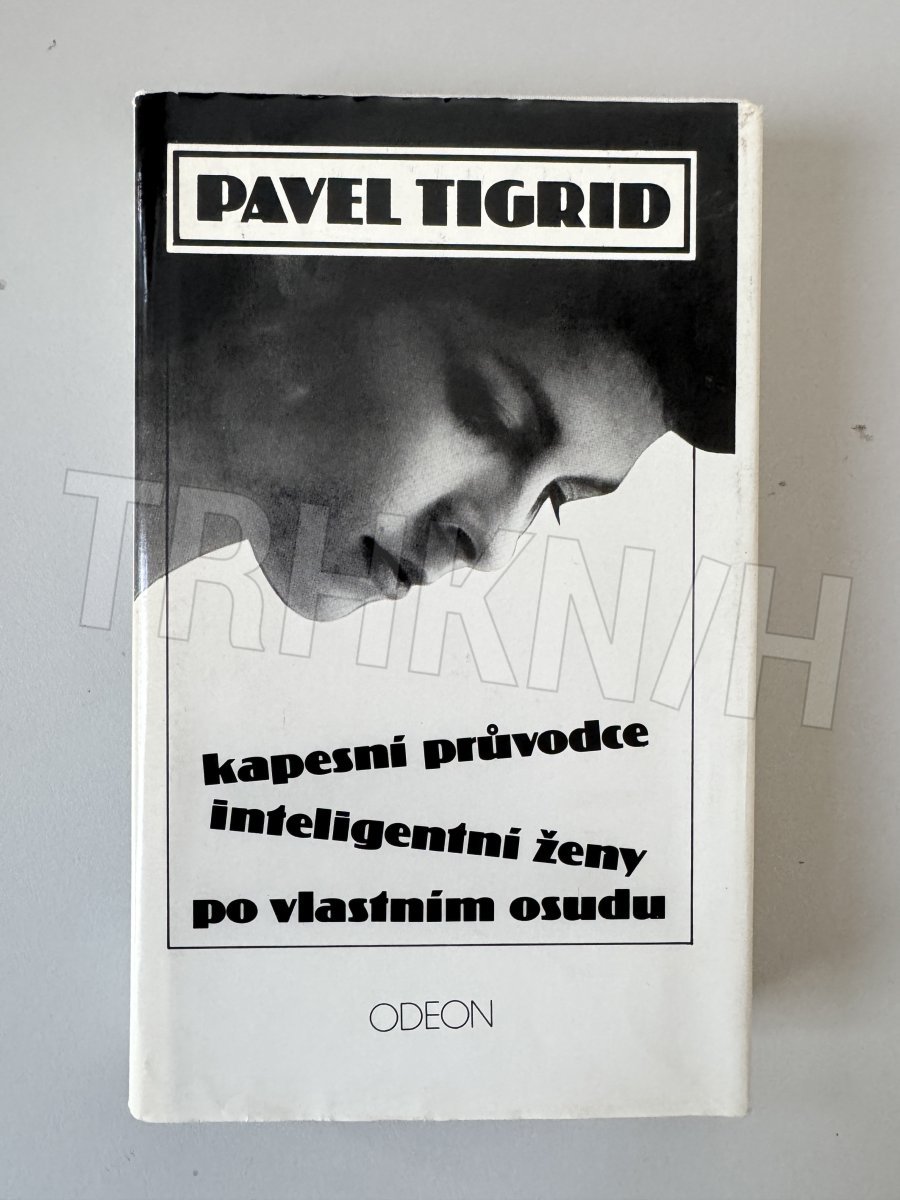 PAVEL TIGRID
TRHKNIH
kapesní průvodce
inteligentní ženy
po vlastním osudu
ODEON